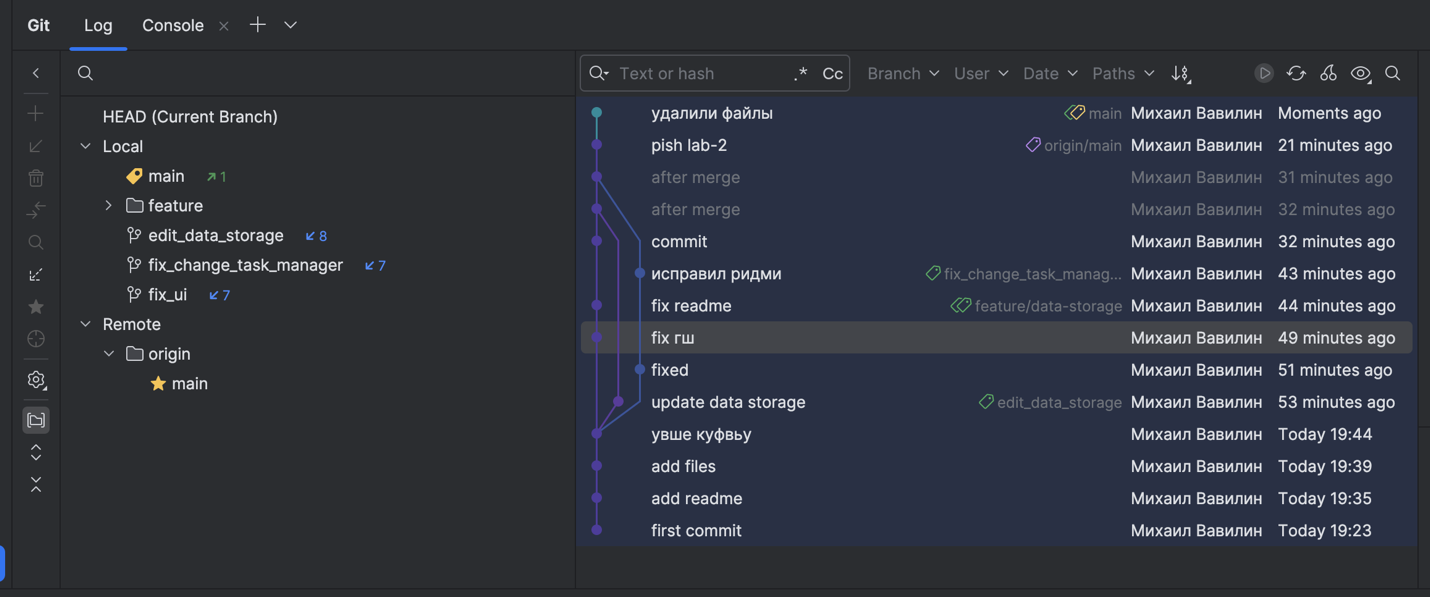 Git Log Console
Text or hash .* Cc Branch User Date Paths
HEAD (Current Branch)
Local
main 1
feature
edit_data_storage 8
fix_change_task_manager 7
fix_ui 7
Remote
origin
main
удалили файлы main Михаил Вавилин Moments ago
pish lab-2 origin/main Михаил Вавилин 21 minutes ago
after merge Михаил Вавилин 31 minutes ago
after merge Михаил Вавилин 32 minutes ago
commit Михаил Вавилин 32 minutes ago
исправил ридми fix_change_task_manag... Михаил Вавилин 43 minutes ago
fix readme feature/data-storage Михаил Вавилин 44 minutes ago
fix гш Михаил Вавилин 49 minutes ago
fixed Михаил Вавилин 51 minutes ago
update data storage edit_data_storage Михаил Вавилин 53 minutes ago
увше куфвьу Михаил Вавилин Today 19:44
add files Михаил Вавилин Today 19:39
add readme Михаил Вавилин Today 19:35
first commit Михаил Вавилин Today 19:23